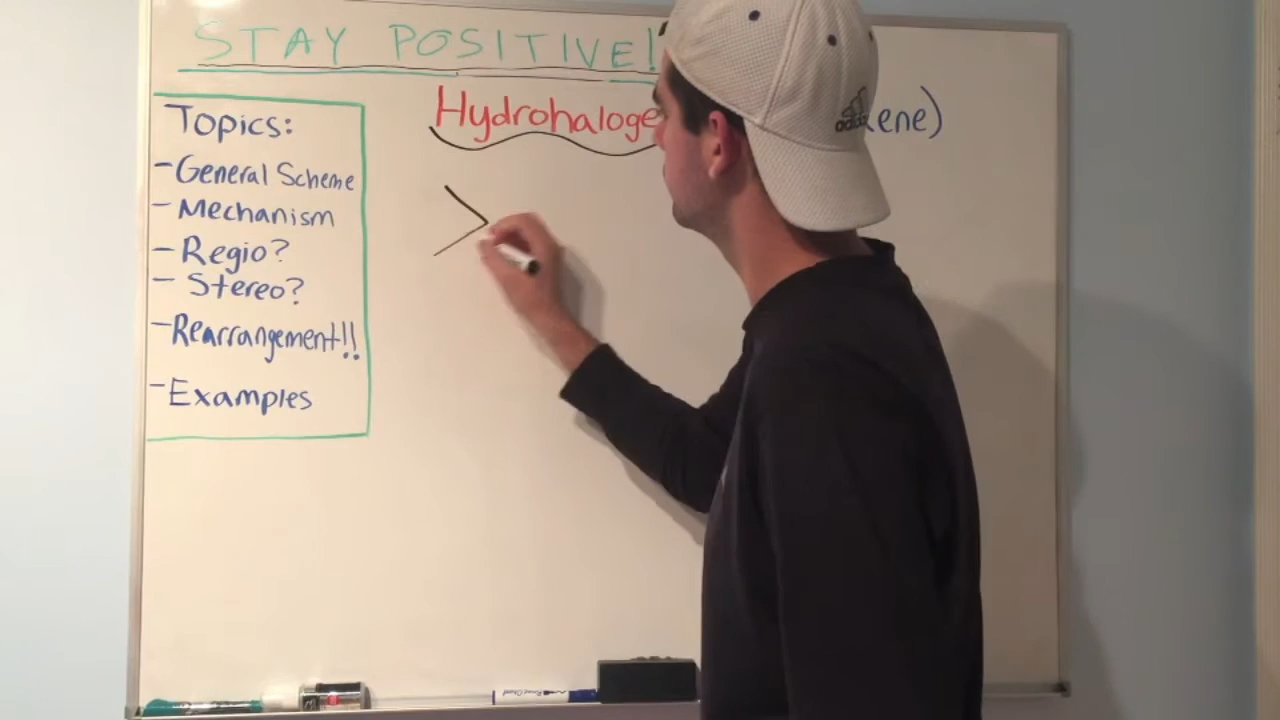 STAY POSITIVE!
Hydrohaloge ene)
Topics:
-General Scheme
-Mechanism
-Regio?
-Stereo?
-Rearrangement!!
-Examples
adidas